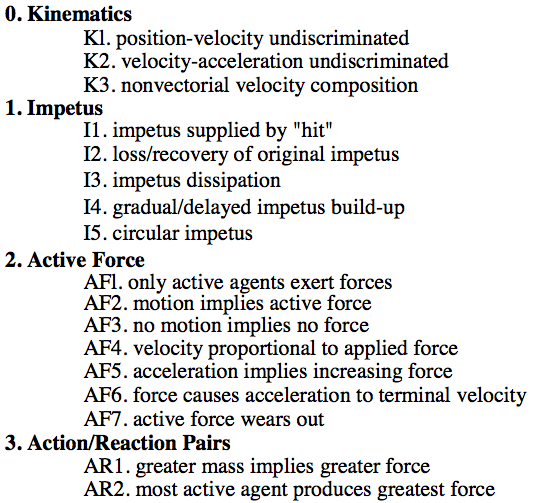 0. Kinematics
K1. position-velocity undiscriminated
K2. velocity-acceleration undiscriminated
K3. nonvectorial velocity composition
1. Impetus
I1. impetus supplied by "hit"
I2. loss/recovery of original impetus
I3. impetus dissipation
I4. gradual/delayed impetus build-up
I5. circular impetus
2. Active Force
AF1. only active agents exert forces
AF2. motion implies active force
AF3. no motion implies no force
AF4. velocity proportional to applied force
AF5. acceleration implies increasing force
AF6. force causes acceleration to terminal velocity
AF7. active force wears out
3. Action/Reaction Pairs
AR1. greater mass implies greater force
AR2. most active agent produces greatest force